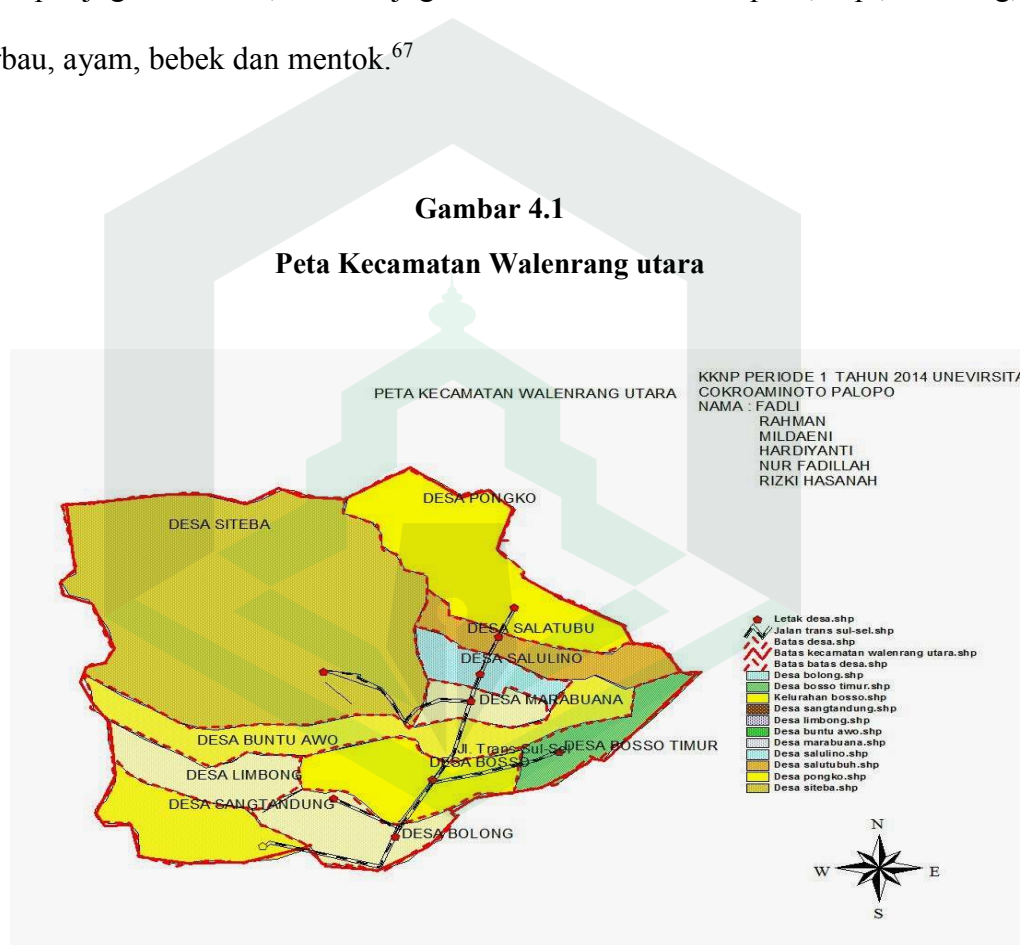 rbau, ayam, bebek dan mentok.67
Gambar 4.1
Peta Kecamatan Walenrang utara
PETA KECAMATAN WALENRANG UTARA
KKNP PERIODE 1 TAHUN 2014 UNEVIRSITA
COKROAMINOTO PALOPO
NAMA : FADLI
RAHMAN
MILDAENI
HARDIYANTI
NUR FADILLAH
RIZKI HASANAH
DESA PONGKO
DESA SITEBA
DESA SALATUBU
DESA SALULINO
DESA MARABUANA
DESA BUNTU AWO
Jl. Trans Sul-Sel
DESA BOSSO TIMUR
DESA BOSSO
DESA LIMBONG
DESA SANGTANDUNG
DESA BOLONG
Letak desa.shp
Jalan trans sul-sel.shp
Batas desa.shp
Batas kecamatan walenrang utara.shp
Batas batas desa.shp
Desa bolong.shp
Desa bosso timur.shp
Kelurahan bosso.shp
Desa sangtandung.shp
Desa limbong.shp
Desa buntu awo.shp
Desa marabuana.shp
Desa salulino.shp
Desa salutubuh.shp
Desa pongko.shp
Desa siteba.shp
N
W E
S